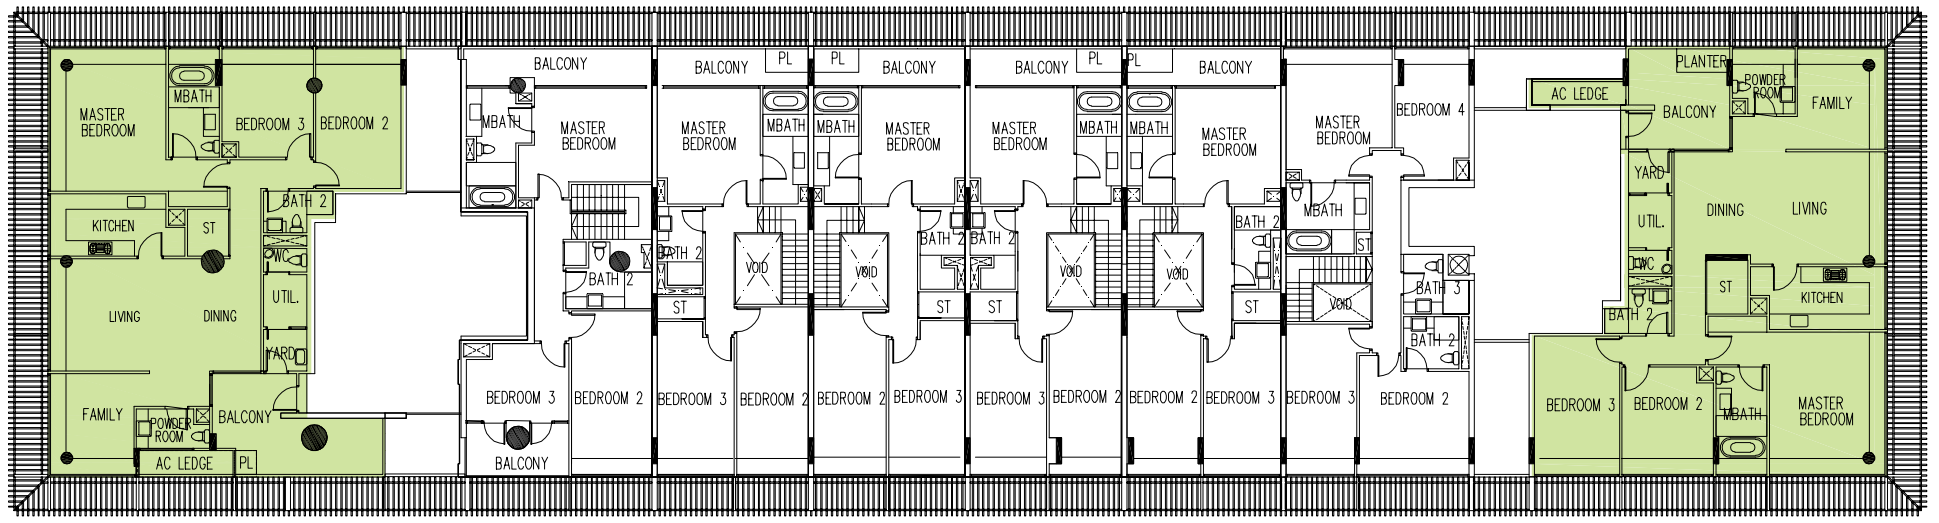 MASTER
BEDROOM
MBATH
BEDROOM 3
BEDROOM 2
KITCHEN
ST
BATH 2
WC
UTIL.
LIVING
DINING
YARD
FAMILY
POWDER
ROOM
BALCONY
AC LEDGE
PL
BALCONY
MBATH
MASTER
BEDROOM
BATH 2
BEDROOM 3
BEDROOM 2
BALCONY
BALCONY
PL
MASTER
BEDROOM
MBATH
BATH 2
VOID
ST
BEDROOM 3
BEDROOM 2
PL
BALCONY
MBATH
MASTER
BEDROOM
VOID
BATH 2
ST
BEDROOM 2
BEDROOM 3
BALCONY
PL
MASTER
BEDROOM
MBATH
BATH 2
VOID
ST
BEDROOM 3
BEDROOM 2
PL
BALCONY
MBATH
MASTER
BEDROOM
VOID
BATH 2
ST
BEDROOM 2
BEDROOM 3
MASTER
BEDROOM
BEDROOM 4
MBATH
ST
VOID
BATH 3
BATH 2
BEDROOM 3
BEDROOM 2
AC LEDGE
PLANTER
POWDER
ROOM
FAMILY
BALCONY
YARD
UTIL.
DINING
LIVING
WC
ST
KITCHEN
BATH 2
BEDROOM 3
BEDROOM 2
MBATH
MASTER
BEDROOM